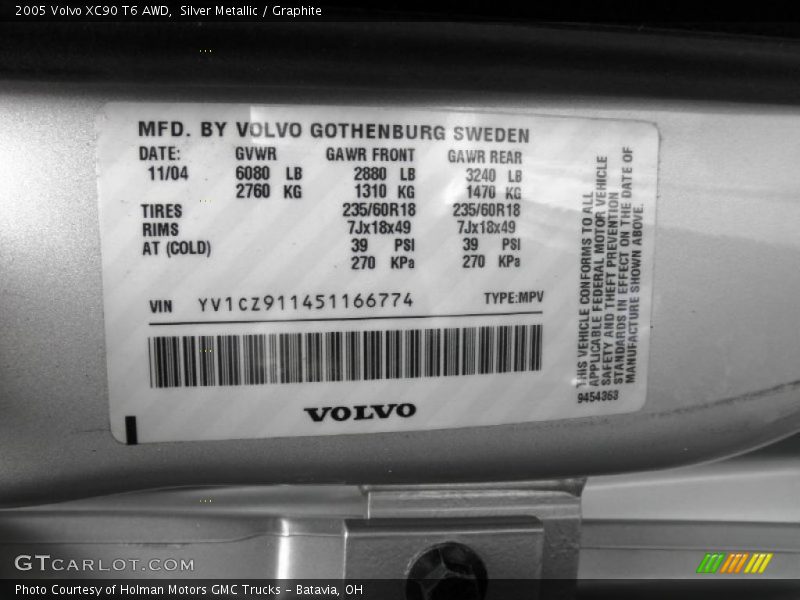 2005 Volvo XC90 T6 AWD, Silver Metallic / Graphite
MFD. BY VOLVO GOTHENBURG SWEDEN
DATE: GVWR GAWR FRONT GAWR REAR
11/04 6080 LB 2880 LB 3240 LB
2760 KG 1310 KG 1470 KG
TIRES 235/60R18 235/60R18
RIMS 7Jx18x49 7Jx18x49
AT (COLD) 39 PSI 39 PSI
270 KPa 270 KPa
VIN YV1CZ911451166774 TYPE:MPV
VOLVO
THIS VEHICLE CONFORMS TO ALL
APPLICABLE FEDERAL MOTOR VEHICLE
SAFETY AND THEFT PREVENTION
STANDARDS IN EFFECT ON THE DATE OF
MANUFACTURE SHOWN ABOVE.
9454363
GTCARLOT.COM
Photo Courtesy of Holman Motors GMC Trucks - Batavia, OH